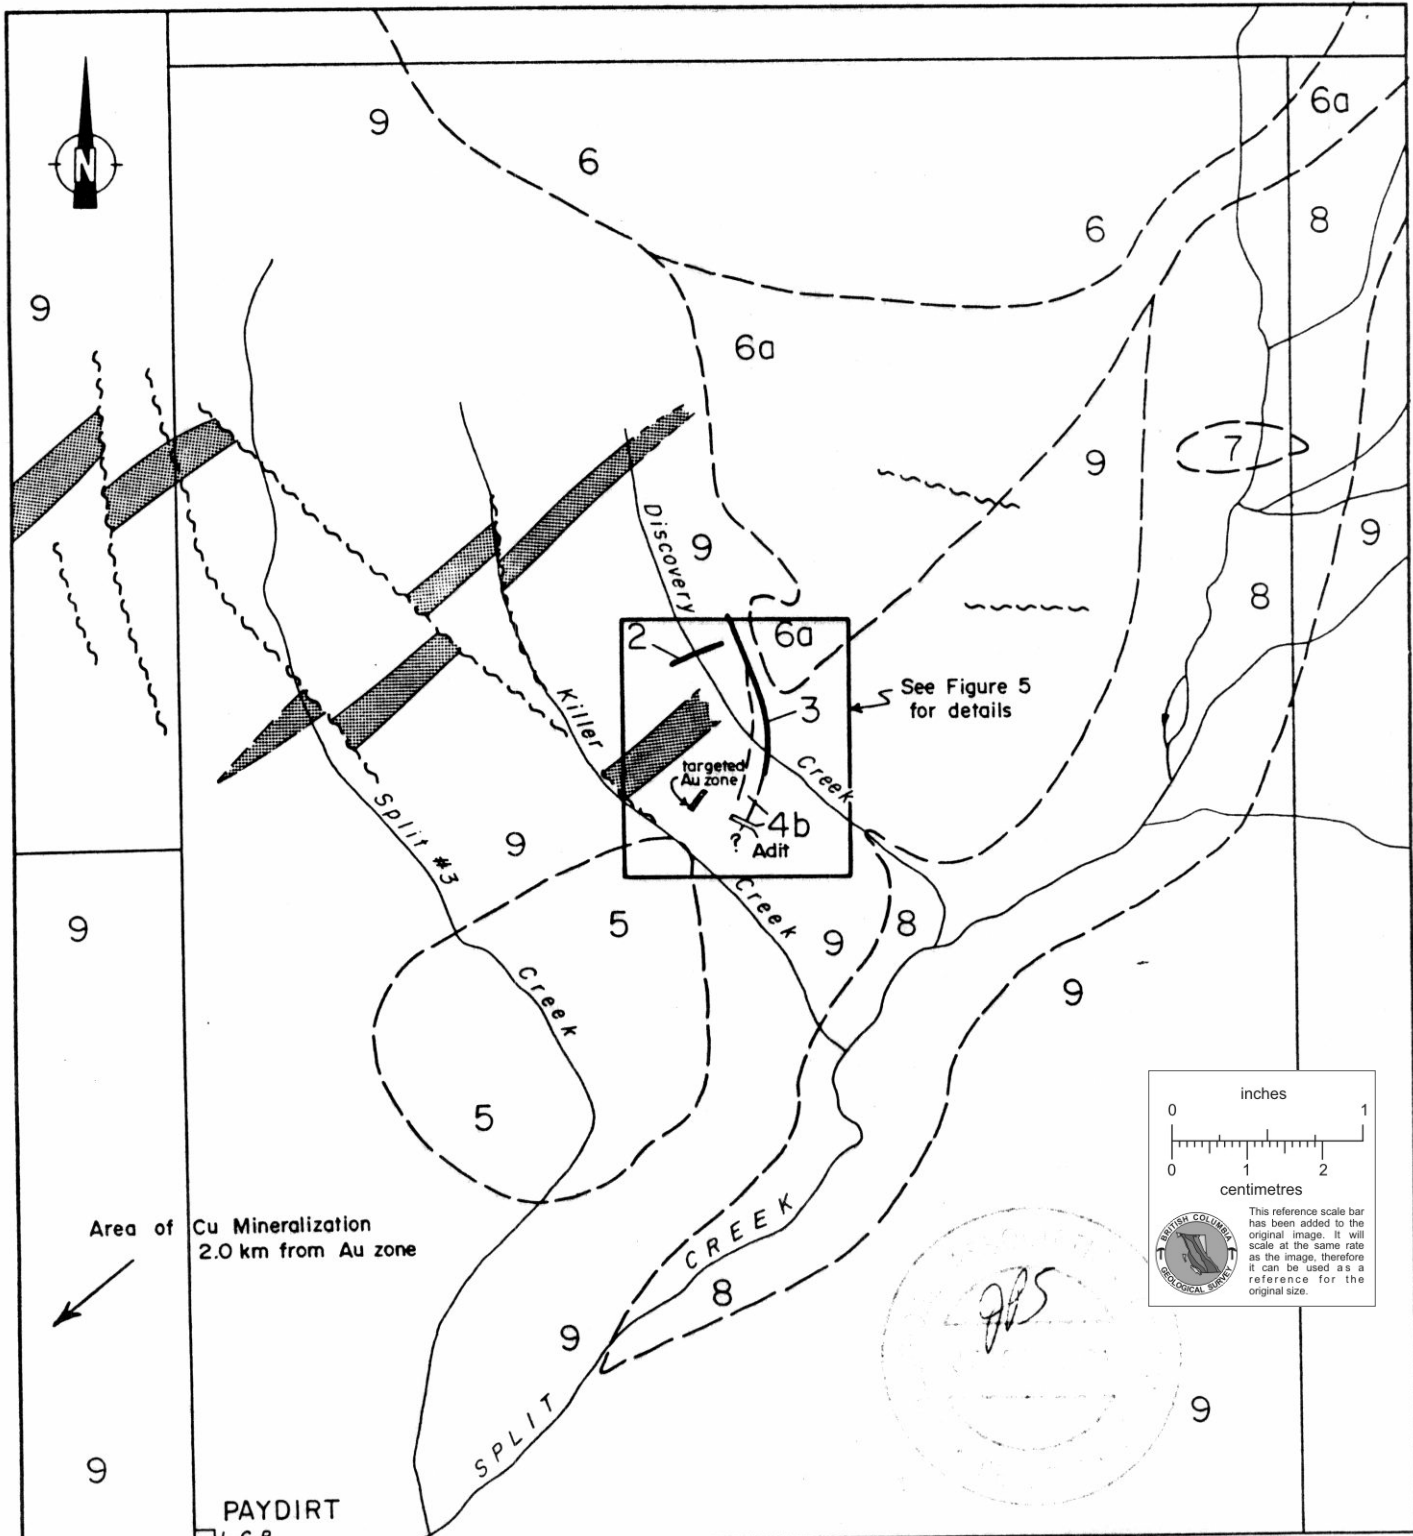 6a
9
N
6
8
6
9
6a
9
7
9
Discovery
9
8
2
6a
See Figure 5
for details
3
Killer
targeted
Au zone
Creek
4b
?
Adit
Split #3
9
Creek
5
9
8
9
9
Creek
5
inches
0 1
0 1 2
centimetres
BRITISH COLUMBIA
GEOLOGICAL SURVEY
This reference scale bar
has been added to the
original image. It will
scale at the same rate
as the image, therefore
it can be used as a
reference for the
original size.
Area of Cu Mineralization
2.0 km from Au zone
CREEK
8
9
SPLIT
9
9
PAYDIRT
L.C.P.